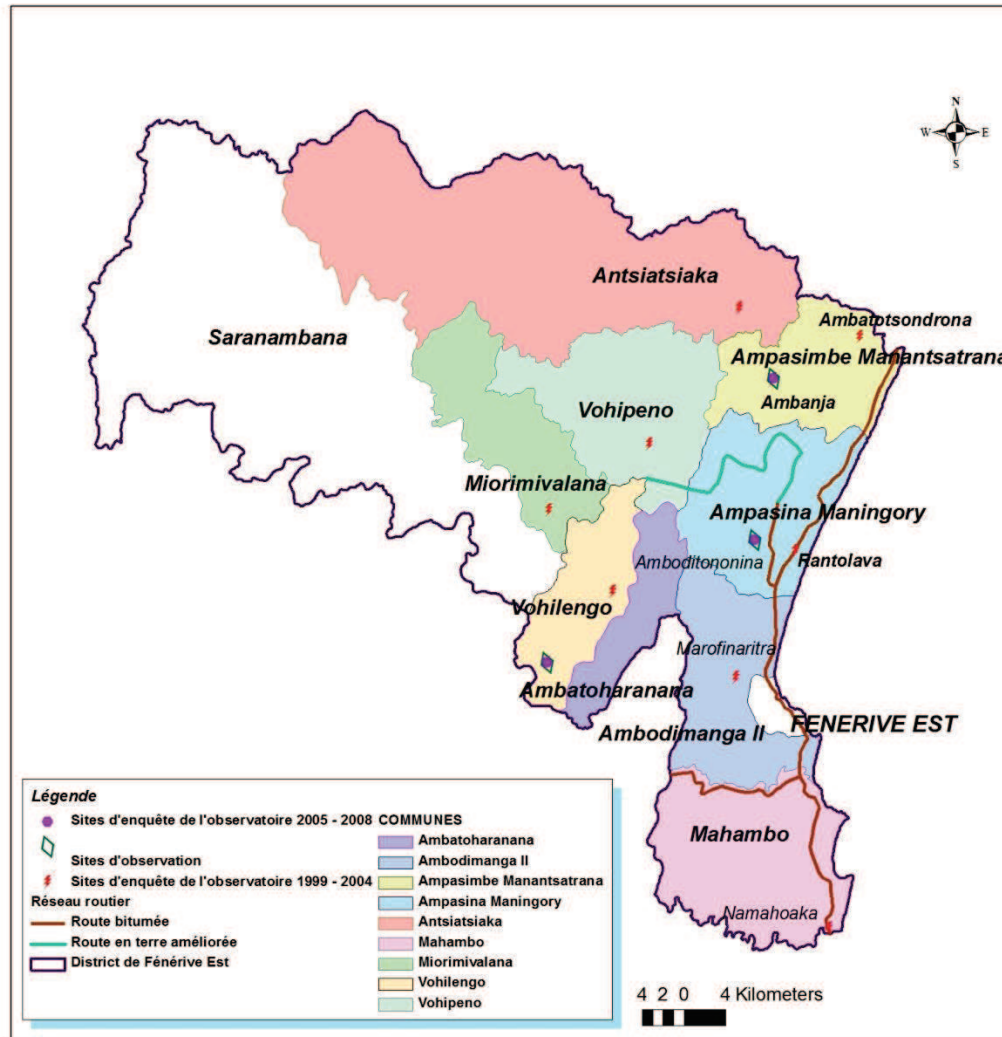 N
W E
S
Antsiatsiaka
Ambatotsondrona
Saranambana
Ampasimbe Manantsatrana
Ambanja
Vohipeno
Miorimivalana
Ampasina Maningory
Amboditononina
Rantolava
Vohilengo
Marofinaritra
Ambatoharanana
Ambodimanga II
FENERIVE EST
Mahambo
Namahoaka
Légende
Sites d'enquête de l'observatoire 2005 - 2008
Sites d'observation
Sites d'enquête de l'observatoire 1999 - 2004
Réseau routier
Route bitumée
Route en terre améliorée
District de Fénérive Est
COMMUNES
Ambatoharanana
Ambodimanga II
Ampasimbe Manantsatrana
Ampasina Maningory
Antsiatsiaka
Mahambo
Miorimivalana
Vohilengo
Vohipeno
4 2 0 4 Kilometers